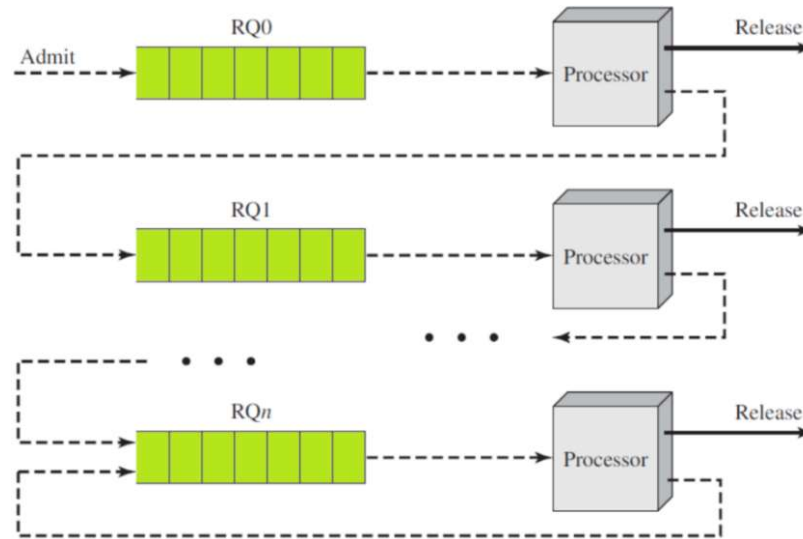 RQ0
Release
Admit
Processor
RQ1
Release
Processor
RQn
Release
Processor